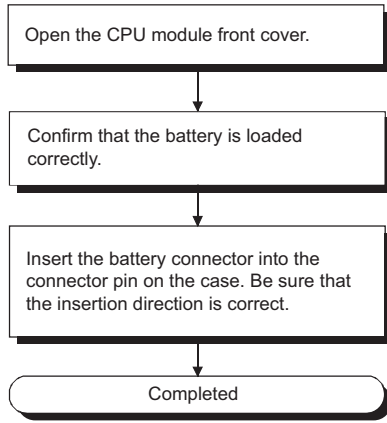 Open the CPU module front cover.
Confirm that the battery is loaded
correctly.
Insert the battery connector into the
connector pin on the case. Be sure that
the insertion direction is correct.
Completed